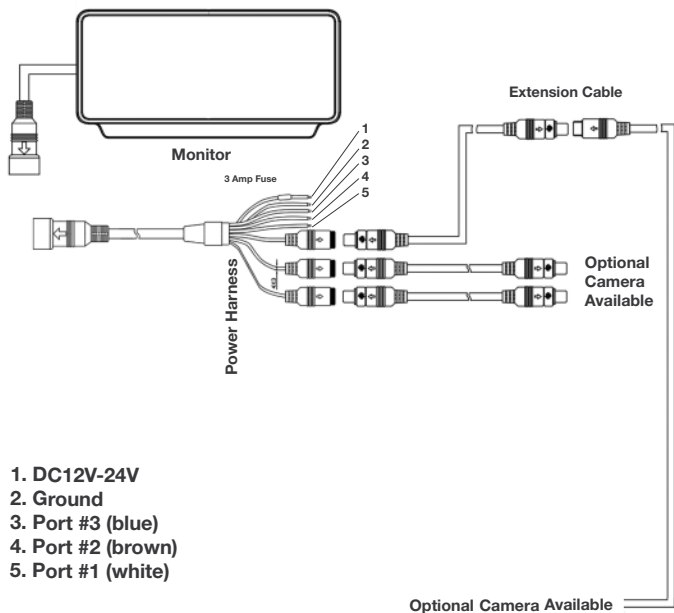 Extension Cable
Monitor
3 Amp Fuse
1
2
3
4
5
Power Harness
Optional
Camera
Available
1. DC12V-24V
2. Ground
3. Port #3 (blue)
4. Port #2 (brown)
5. Port #1 (white)
Optional Camera Available